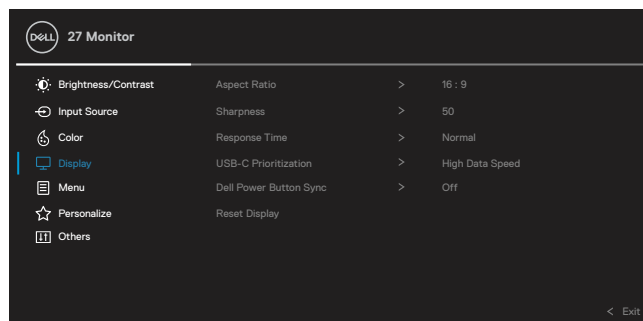 DELL 27 Monitor
Brightness/Contrast Aspect Ratio > 16 : 9
Input Source Sharpness > 50
Color Response Time > Normal
Display USB-C Prioritization > High Data Speed
Menu Dell Power Button Sync > Off
Personalize Reset Display
Others
< Exit